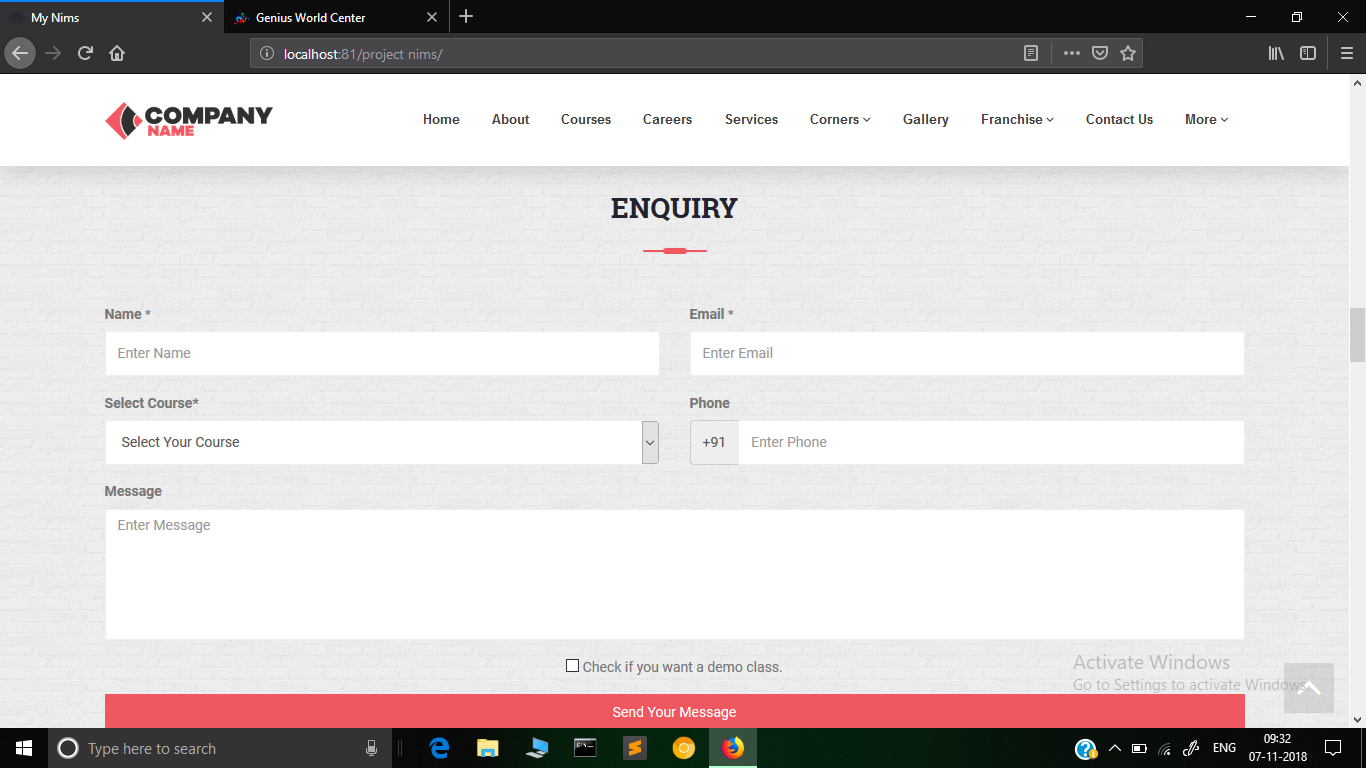 My Nims
Genius World Center
localhost:81/project nims/
COMPANY
NAME
Home About Courses Careers Services Corners Gallery Franchise Contact Us More
ENQUIRY
Name * Email *
Enter Name Enter Email
Select Course* Phone
Select Your Course +91 Enter Phone
Message
Enter Message
Check if you want a demo class.
Activate Windows
Go to Settings to activate Windows.
Send Your Message
Type here to search
ENG
09:32
07-11-2018